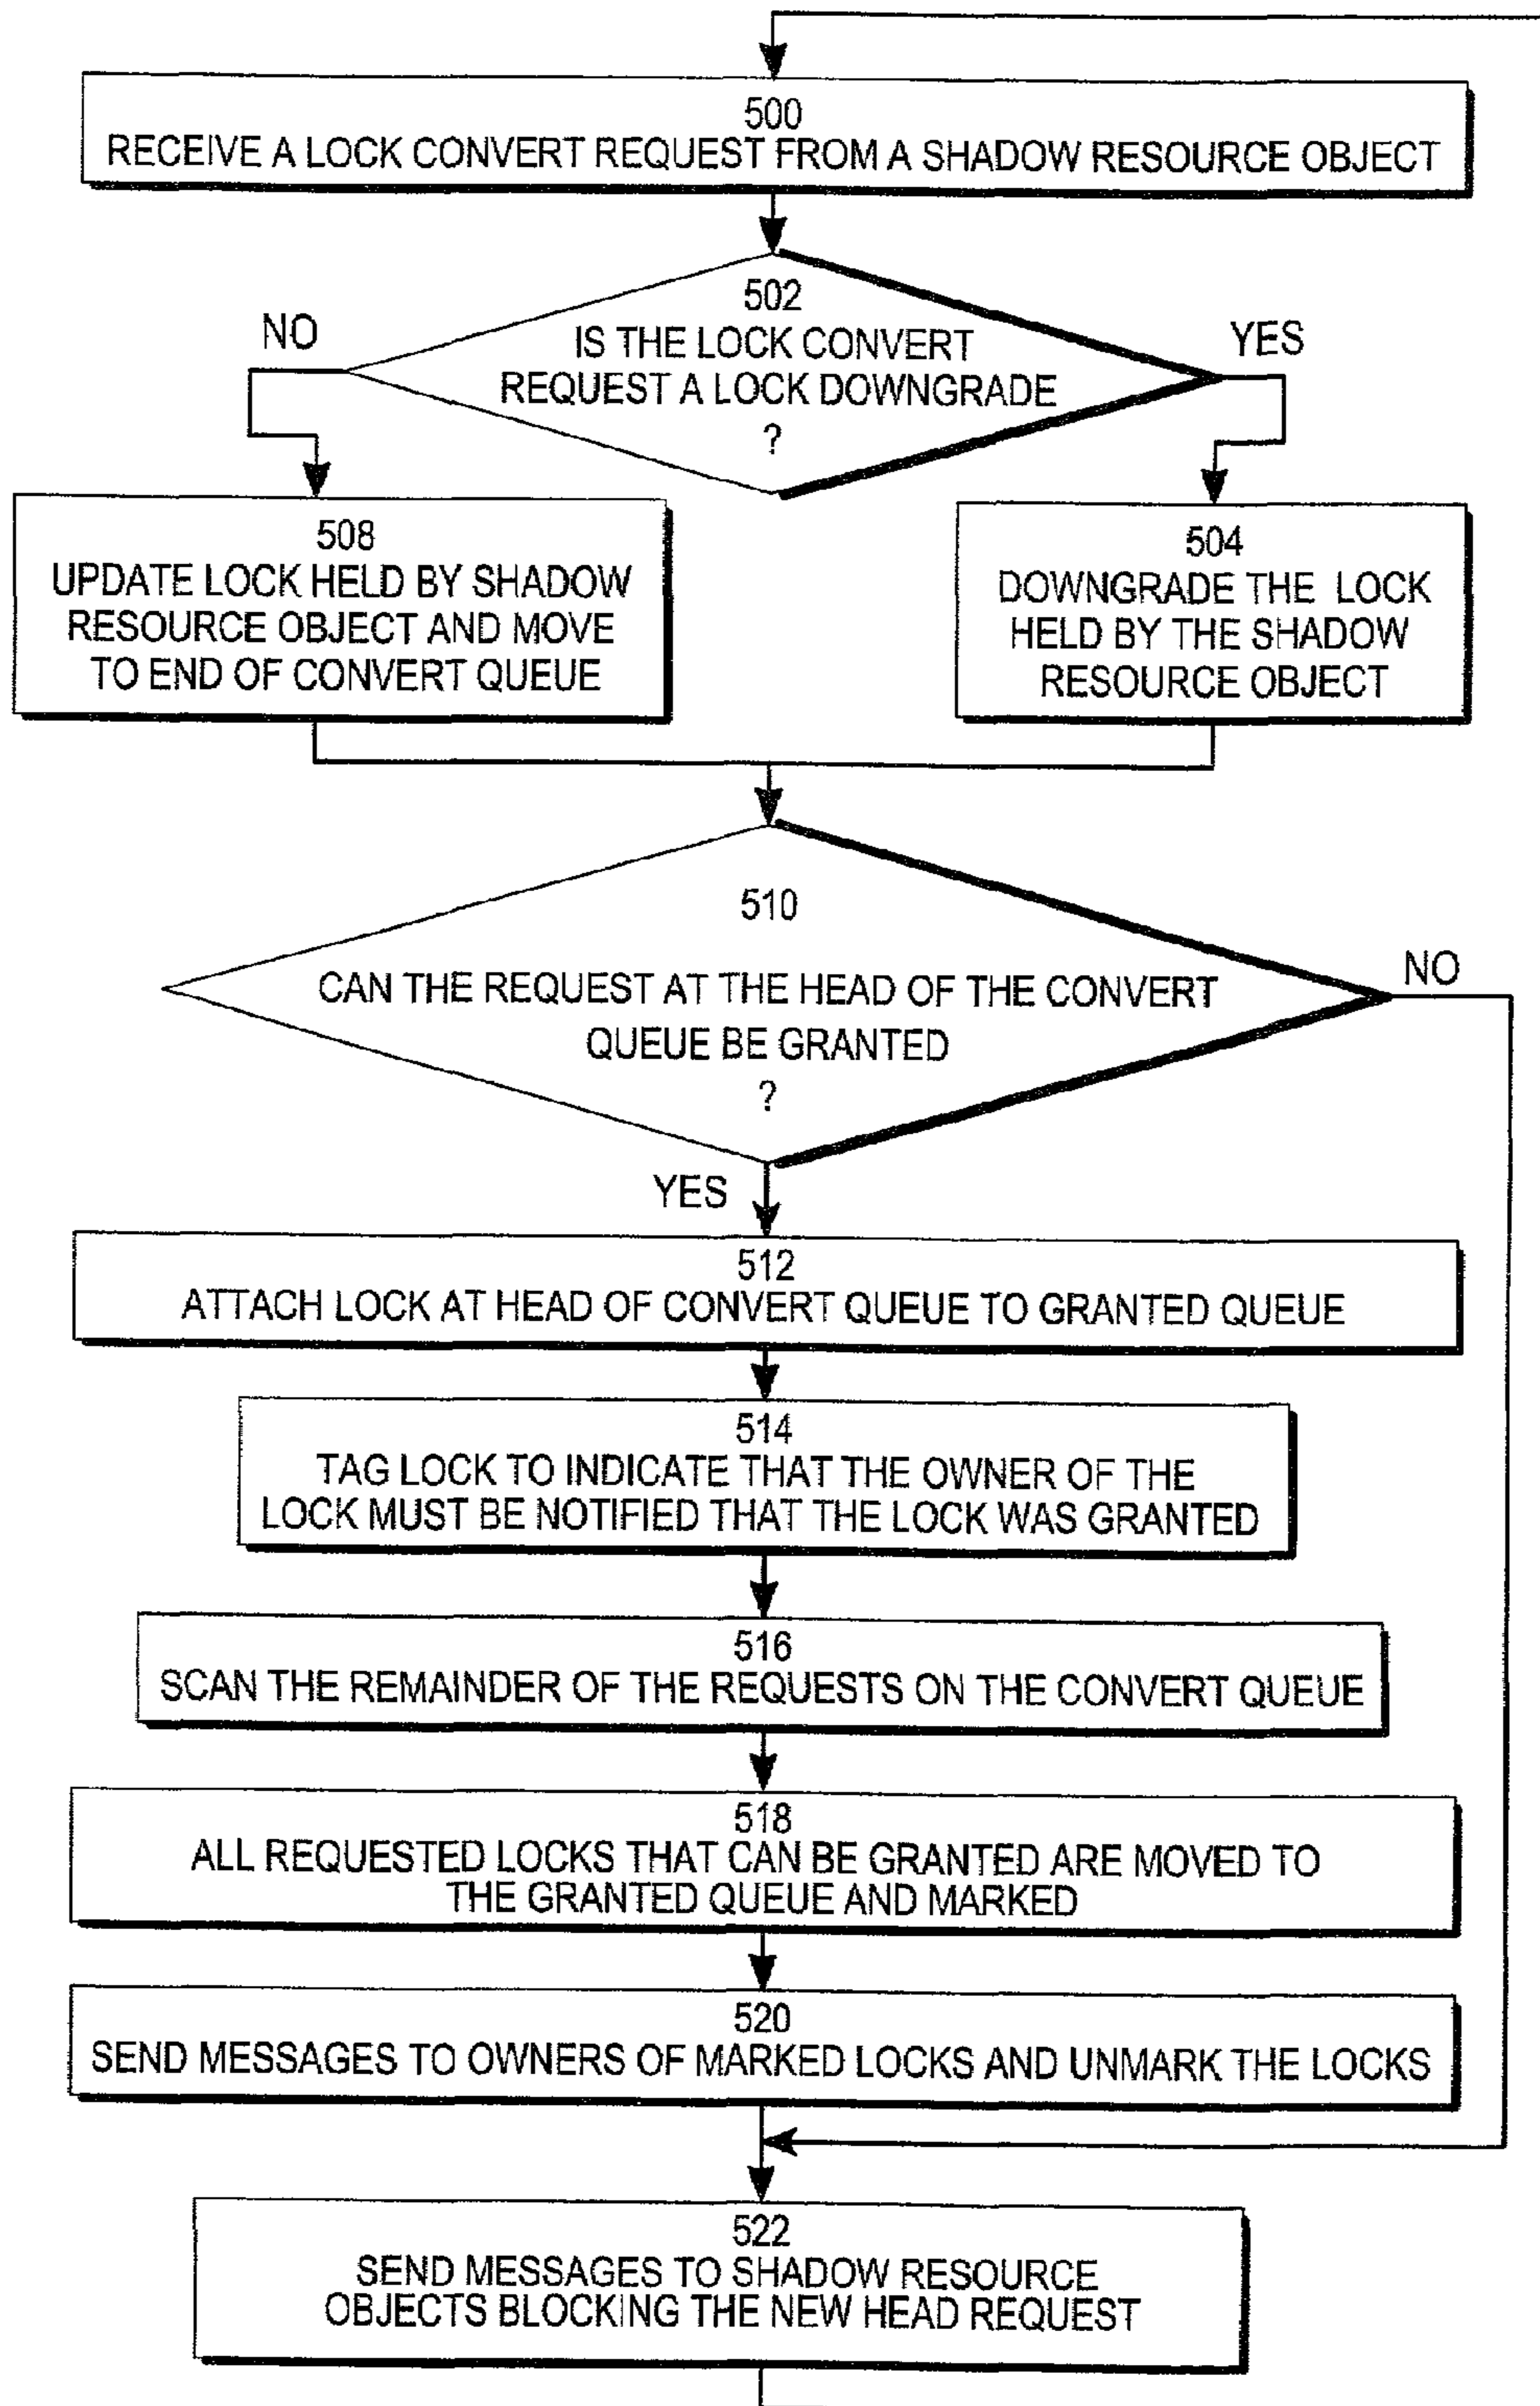 500
RECEIVE A LOCK CONVERT REQUEST FROM A SHADOW RESOURCE OBJECT
502
IS THE LOCK CONVERT
REQUEST A LOCK DOWNGRADE
?
NO
YES
508
UPDATE LOCK HELD BY SHADOW
RESOURCE OBJECT AND MOVE
TO END OF CONVERT QUEUE
504
DOWNGRADE THE LOCK
HELD BY THE SHADOW
RESOURCE OBJECT
510
CAN THE REQUEST AT THE HEAD OF THE CONVERT
QUEUE BE GRANTED
?
NO
YES
512
ATTACH LOCK AT HEAD OF CONVERT QUEUE TO GRANTED QUEUE
514
TAG LOCK TO INDICATE THAT THE OWNER OF THE
LOCK MUST BE NOTIFIED THAT THE LOCK WAS GRANTED
516
SCAN THE REMAINDER OF THE REQUESTS ON THE CONVERT QUEUE
518
ALL REQUESTED LOCKS THAT CAN BE GRANTED ARE MOVED TO
THE GRANTED QUEUE AND MARKED
520
SEND MESSAGES TO OWNERS OF MARKED LOCKS AND UNMARK THE LOCKS
522
SEND MESSAGES TO SHADOW RESOURCE
OBJECTS BLOCKING THE NEW HEAD REQUEST